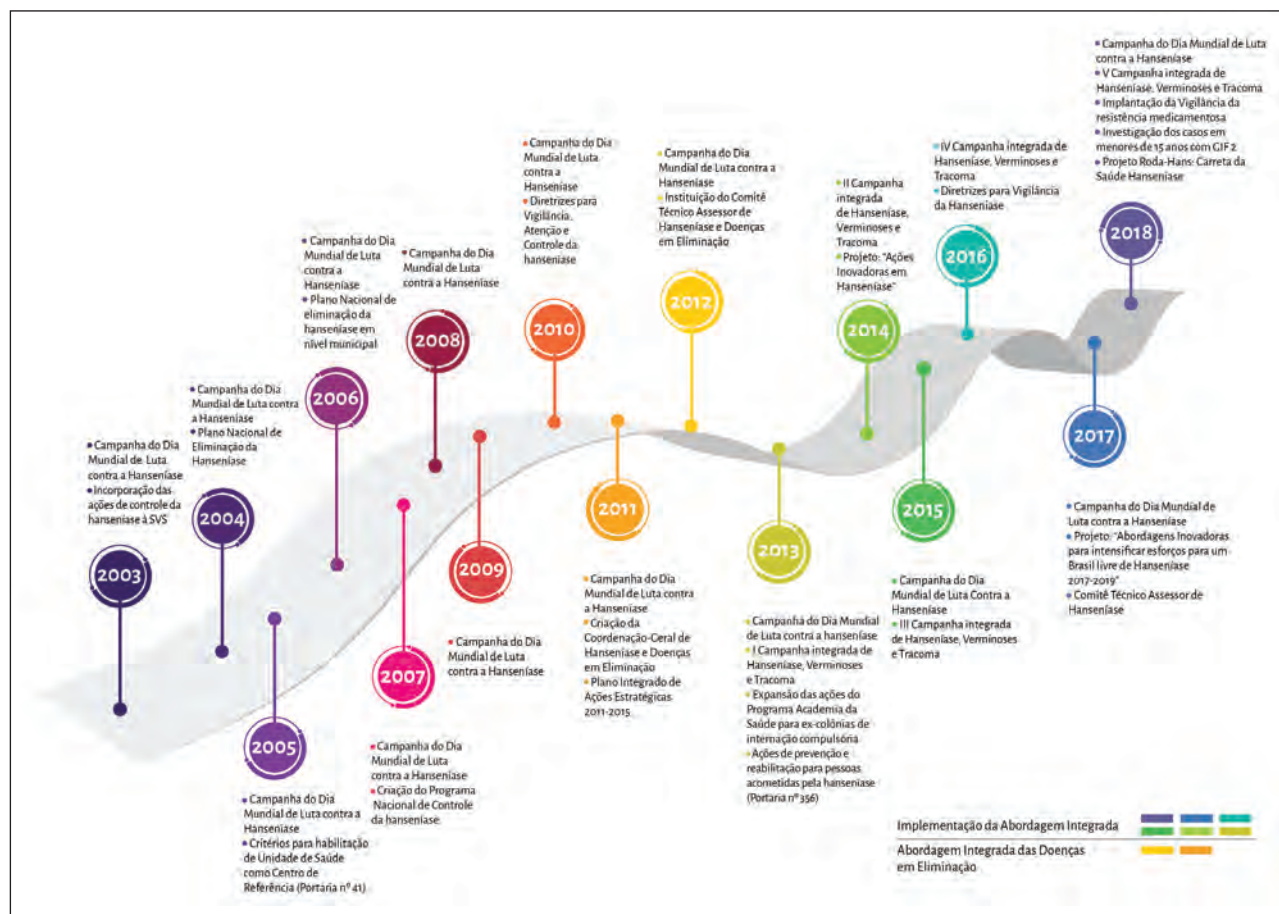 • Campanha do Dia
Mundial de Luta
contra a Hanseníase
• Incorporação das
ações de controle da
hanseníase à SVS
2003
• Campanha do Dia
Mundial de Luta contra
a Hanseníase
• Plano Nacional de
Eliminação da
Hanseníase
2004
2005
• Campanha do Dia
Mundial de Luta contra a
Hanseníase
• Critérios para habilitação
de Unidade de Saúde
como Centro de
Referência (Portaria nº 41)
• Campanha do Dia
Mundial de Luta
contra a
Hanseníase
• Plano Nacional de
eliminação da
hanseníase em
nível municipal
2006
2007
• Campanha do Dia
Mundial de Luta
contra a Hanseníase
• Criação do Programa
Nacional de Controle
da hanseníase.
• Campanha do Dia
Mundial de Luta
contra a Hanseníase
2008
2009
• Campanha do Dia
Mundial de Luta
contra a Hanseníase
• Campanha do Dia
Mundial de Luta
contra a
Hanseníase
• Diretrizes para
Vigilância,
Atenção e
Controle da
hanseníase
2010
2011
• Campanha do Dia
Mundial de Luta contra
a Hanseníase
• Criação da
Coordenação-Geral de
Hanseníase e Doenças
em Eliminação
• Plano Integrado de
Ações Estratégicas
2011-2015
• Campanha do Dia
Mundial de Luta contra
a Hanseníase
• Instituição do Comitê
Técnico Assessor de
Hanseníase e Doenças
em Eliminação
2012
2013
• Campanha do Dia Mundial
de Luta contra a hanseníase
• I Campanha integrada de
Hanseníase, Verminoses
e Tracoma
• Expansão das ações do
Programa Academia da
Saúde para ex-colônias de
internação compulsória
• Ações de prevenção e
reabilitação para pessoas
acometidas pela hanseníase
(Portaria nº 356)
• II Campanha
integrada
de Hanseníase,
Verminoses e
Tracoma
• Projeto: "Ações
Inovadoras em
Hanseníase"
2014
2015
• Campanha do Dia
Mundial de Luta Contra a
Hanseníase
• III Campanha integrada
de Hanseníase, Verminoses
e Tracoma
• IV Campanha integrada de
Hanseníase, Verminoses e
Tracoma
• Diretrizes para Vigilância
da Hanseníase
2016
2017
• Campanha do Dia Mundial de
Luta contra a Hanseníase
• Projeto: "Abordagens Inovadoras
para intensificar esforços para um
Brasil livre de Hanseníase
2017-2019"
• Comitê Técnico Assessor de
Hanseníase
• Campanha do Dia Mundial de Luta
contra a Hanseníase
• V Campanha integrada de
Hanseníase, Verminoses e Tracoma
• Implantação da Vigilância da
resistência medicamentosa
• Investigação dos casos em
menores de 15 anos com GIF 2
• Projeto Roda-Hans: Carreta da
Saúde Hanseníase
2018
Implementação da Abordagem Integrada
Abordagem Integrada das Doenças
em Eliminação